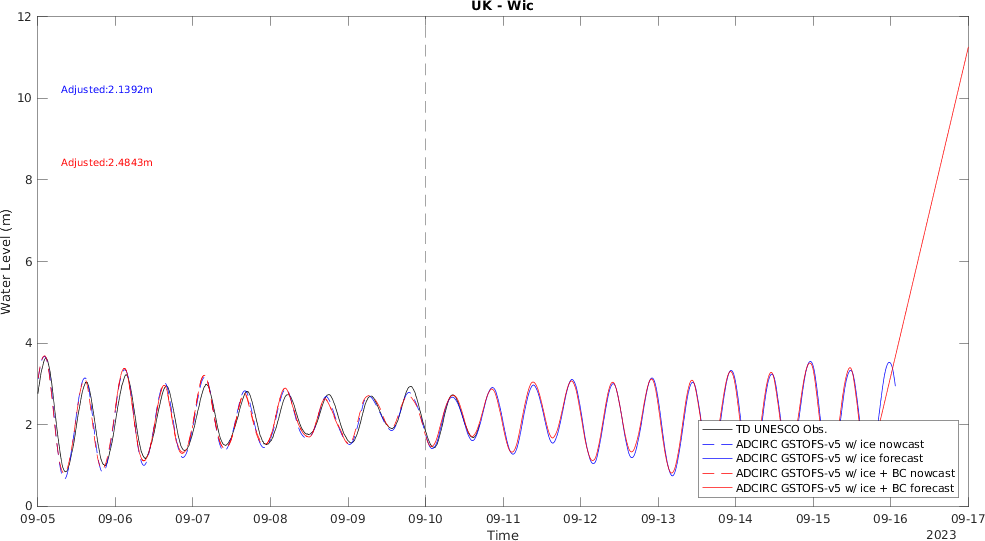 UK - Wic
12
10
8
6
4
2
0
Water Level (m)
Adjusted:2.1392m
Adjusted:2.4843m
TD UNESCO Obs.
ADCIRC GSTOFS-v5 w/ ice nowcast
ADCIRC GSTOFS-v5 w/ ice forecast
ADCIRC GSTOFS-v5 w/ ice + BC nowcast
ADCIRC GSTOFS-v5 w/ ice + BC forecast
09-05 09-06 09-07 09-08 09-09 09-10 09-11 09-12 09-13 09-14 09-15 09-16 09-17
Time
2023